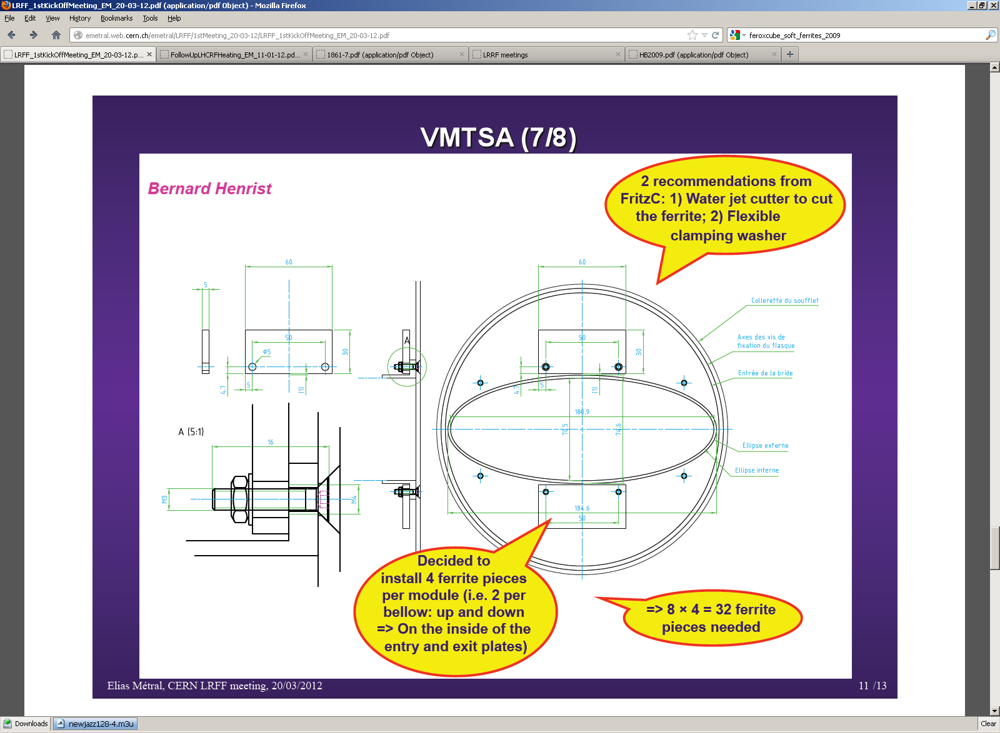 LRFF_1stKickOffMeeting_EM_20-03-12.pdf (application/pdf Object) - Mozilla Firefox
File Edit View History Bookmarks Tools Help
emetral.web.cern.ch/emetral/LRFF/1stMeeting_20-03-12/LRFF_1stKickOffMeeting_EM_20-03-12.pdf
feroxcube_soft_ferrites_2009
LRFF_1stKickOffMeeting_EM_20-03-12.p...
FollowUpLHCRFHeating_EM_11-01-12.pd...
1861-7.pdf (application/pdf Object)
LRRF meetings
HB2009.pdf (application/pdf Object)
VMTSA (7/8)
Bernard Henrist
2 recommendations from
FritzC: 1) Water jet cutter to cut
the ferrite; 2) Flexible
clamping washer
60
5
50
ø5
30
4.7
5
(1)
A
60
50
30
4.7
5
(1)
180.9
70.5
74.6
184.6
50
Collerette du soufflet
Axes des vis de
fixation du flasque
Entrée de la bride
Ellipse externe
Ellipse interne
A (5:1)
16
M3
M4
Decided to
install 4 ferrite pieces
per module (i.e. 2 per
bellow: up and down
=> On the inside of the
entry and exit plates)
=> 8 × 4 = 32 ferrite
pieces needed
Elias Métral, CERN LRFF meeting, 20/03/2012
11 /13
Downloads
newjazz128-4.m3u
Clear